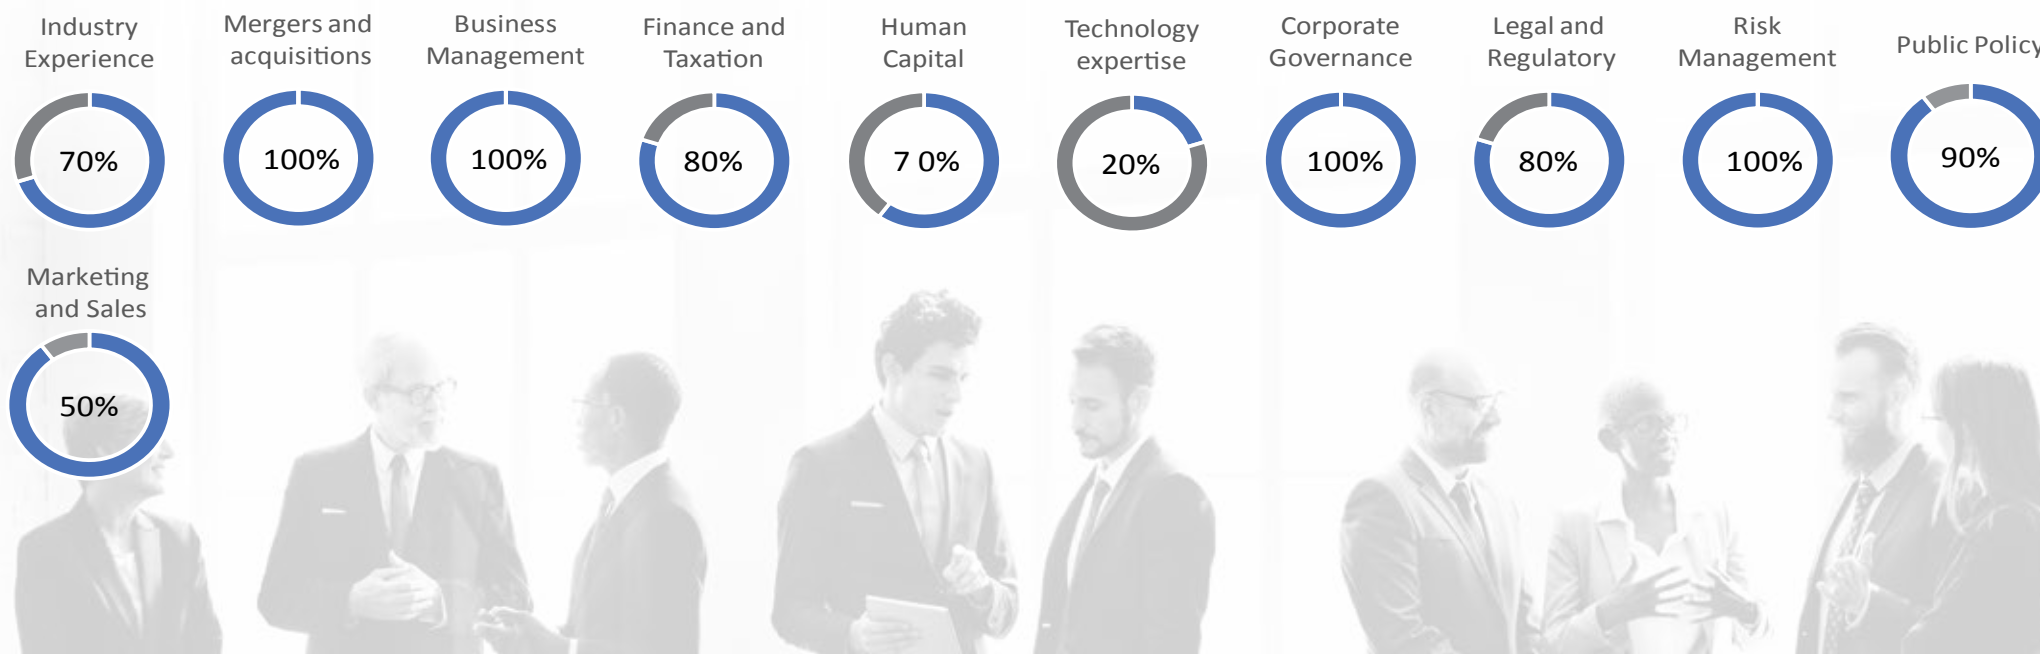 Industry
Experience
Mergers and
acquisitions
Business
Management
Finance and
Taxation
Human
Capital
Technology
expertise
Corporate
Governance
Legal and
Regulatory
Risk
Management
Public Policy
70%
100%
100%
80%
7 0%
20%
100%
80%
100%
90%
Marketing
and Sales
50%